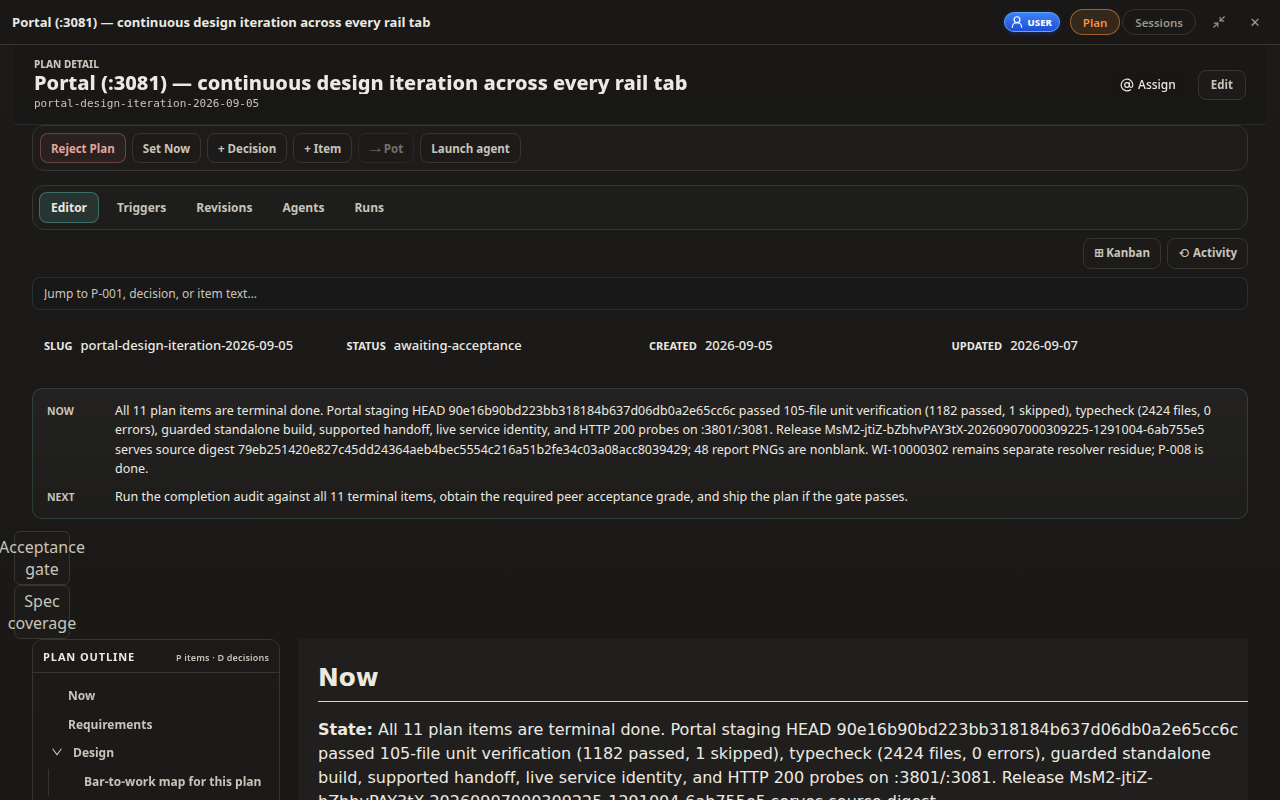 Portal (:3081) — continuous design iteration across every rail tab
USER
Plan
Sessions
PLAN DETAIL
Portal (:3081) — continuous design iteration across every rail tab
portal-design-iteration-2026-09-05
@ Assign
Edit
Reject Plan
Set Now
+ Decision
+ Item
→ Pot
Launch agent
Editor
Triggers
Revisions
Agents
Runs
⊞ Kanban
⟲ Activity
Jump to P-001, decision, or item text...
SLUG portal-design-iteration-2026-09-05
STATUS awaiting-acceptance
CREATED 2026-09-05
UPDATED 2026-09-07
NOW
All 11 plan items are terminal done. Portal staging HEAD 90e16b90bd223bb318184b637d06db0a2e65cc6c passed 105-file unit verification (1182 passed, 1 skipped), typecheck (2424 files, 0
errors), guarded standalone build, supported handoff, live service identity, and HTTP 200 probes on :3801/:3081. Release MsM2-jtiZ-bZbhvPAY3tX-20260907000309225-1291004-6ab755e5
serves source digest 79eb251420e827c45dd24364aeb4bec5554c216a51b2fe34c03a08acc8039429; 48 report PNGs are nonblank. WI-10000302 remains separate resolver residue; P-008 is
done.
NEXT
Run the completion audit against all 11 terminal items, obtain the required peer acceptance grade, and ship the plan if the gate passes.
Acceptance
gate
Spec
coverage
PLAN OUTLINE
P items · D decisions
Now
Requirements
Design
Bar-to-work map for this plan
Now
State: All 11 plan items are terminal done. Portal staging HEAD 90e16b90bd223bb318184b637d06db0a2e65cc6c
passed 105-file unit verification (1182 passed, 1 skipped), typecheck (2424 files, 0 errors), guarded standalone
build, supported handoff, live service identity, and HTTP 200 probes on :3801/:3081. Release MsM2-jtiZ-
bZbhvPAY3tX-20260907000309225-1291004-6ab755e5 serves source digest